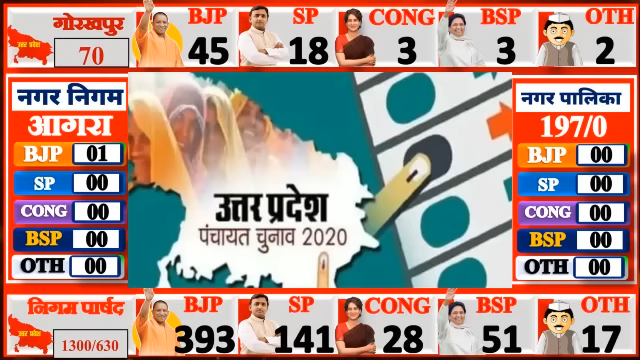 गोरखपुर
उत्तर प्रदेश
70
BJP 45
SP 18
CONG 3
BSP 3
OTH 2
नगर निगम
आगरा
BJP 01
SP 00
CONG 00
BSP 00
OTH 00
उत्तर प्रदेश
पंचायत चुनाव 2020
नगर पालिका
197/0
BJP 00
SP 00
CONG 00
BSP 00
OTH 00
निगम पार्षद
उत्तर प्रदेश
1300/630
BJP 393
SP 141
CONG 28
BSP 51
OTH 17